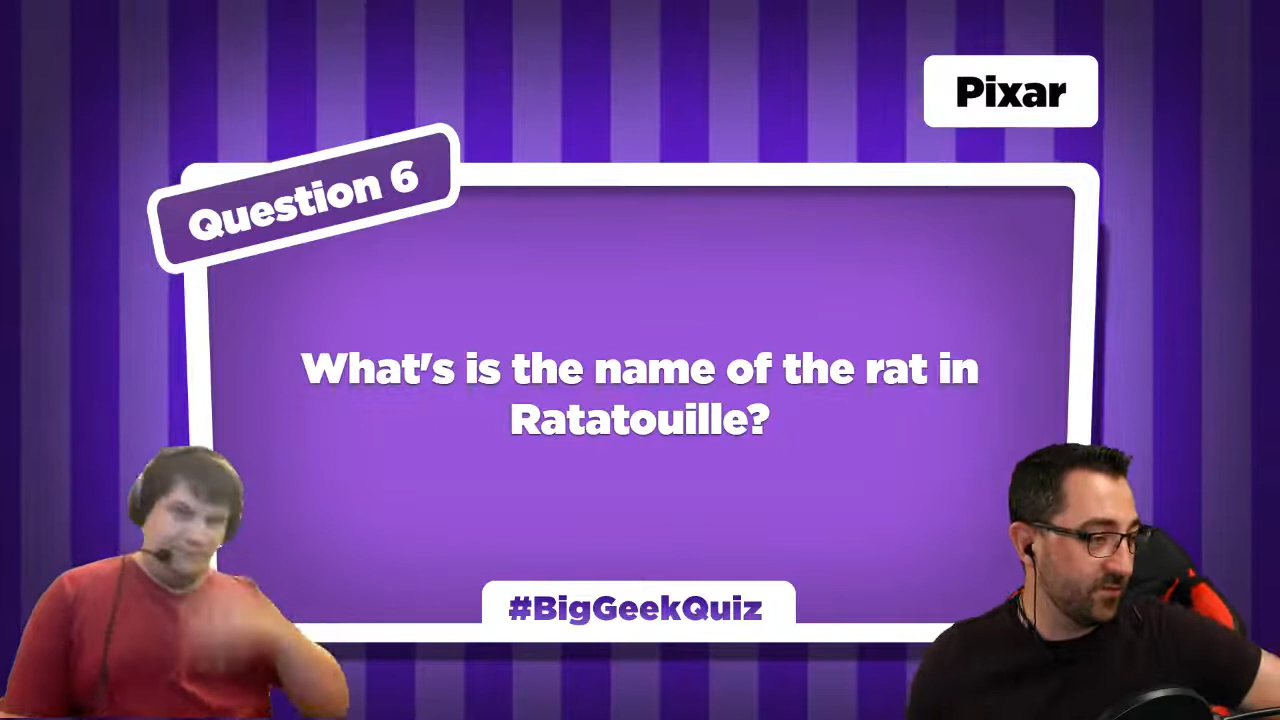 Pixar
Question 6
What's is the name of the rat in
Ratatouille?
#BigGeekQuiz